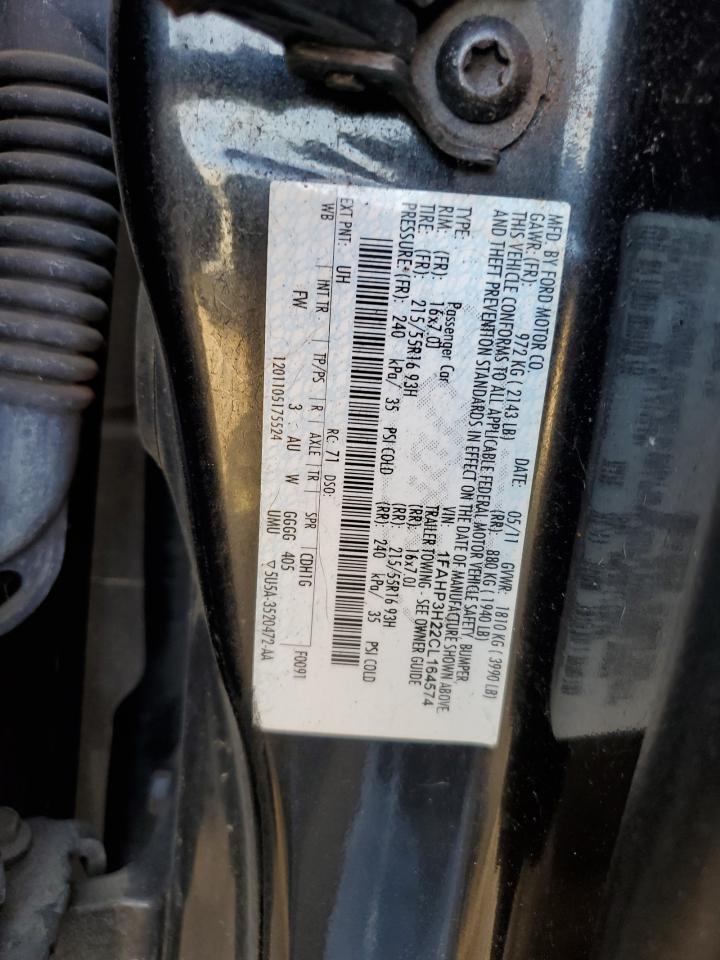 MFD. BY FORD MOTOR CO.
DATE: 05/11 GVWR: 1810 KG ( 3990 LB)
GAWR: (FR): 972 KG ( 2143 LB) (RR): 880 KG ( 1940 LB)
THIS VEHICLE CONFORMS TO ALL APPLICABLE FEDERAL MOTOR VEHICLE SAFETY, BUMPER,
AND THEFT PREVENTION STANDARDS IN EFFECT ON THE DATE OF MANUFACTURE SHOWN ABOVE
VIN: 1FAHP3H22CL164574
TYPE: Passenger Car TRAILER TOWING - SEE OWNER GUIDE
RIM: (FR): 16x7.0J (RR): 16x7.0J
TIRE: (FR): 215/55R16 93H (RR): 215/55R16 93H
PRESSURE: (FR): 240 kPa/ 35 PSI COLD (RR): 240 kPa/ 35 PSI COLD
EXT PNT: UH RC: 71 DSO: F0091
WB | INT TR | TP/PS | R | AXLE | TR | SPR
FW 3 AU W GGGG 405
UMU
1201105175524 ▽5U5A-3520472-AA